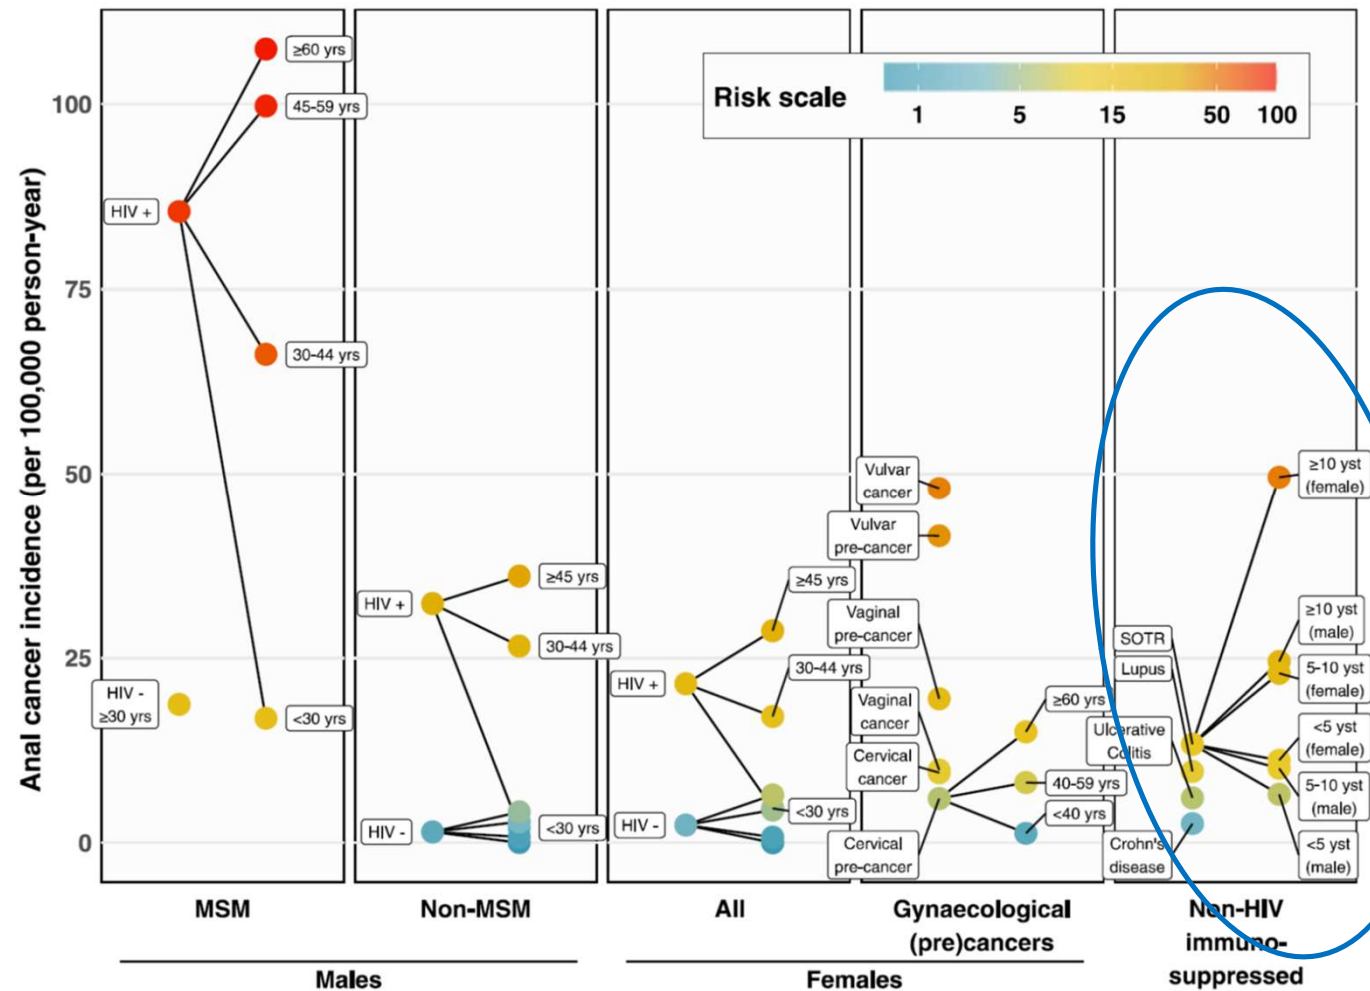 Anal cancer incidence (per 100,000 person-year)
100
75
50
25
0
Risk scale
1 5 15 50 100
≥60 yrs
45-59 yrs
HIV +
30-44 yrs
HIV -
≥30 yrs
<30 yrs
HIV +
≥45 yrs
30-44 yrs
HIV -
<30 yrs
≥45 yrs
30-44 yrs
HIV +
HIV -
<30 yrs
Vulvar
cancer
Vulvar
pre-cancer
Vaginal
pre-cancer
Vaginal
cancer
Cervical
cancer
Cervical
pre-cancer
≥60 yrs
40-59 yrs
<40 yrs
SOTR
Lupus
Ulcerative
Colitis
Crohn's
disease
≥10 yst
(female)
≥10 yst
(male)
5-10 yst
(female)
<5 yst
(female)
5-10 yst
(male)
<5 yst
(male)
MSM
Non-MSM
All
Gynaecological
(pre)cancers
Non-HIV
immuno-
suppressed
Males
Females